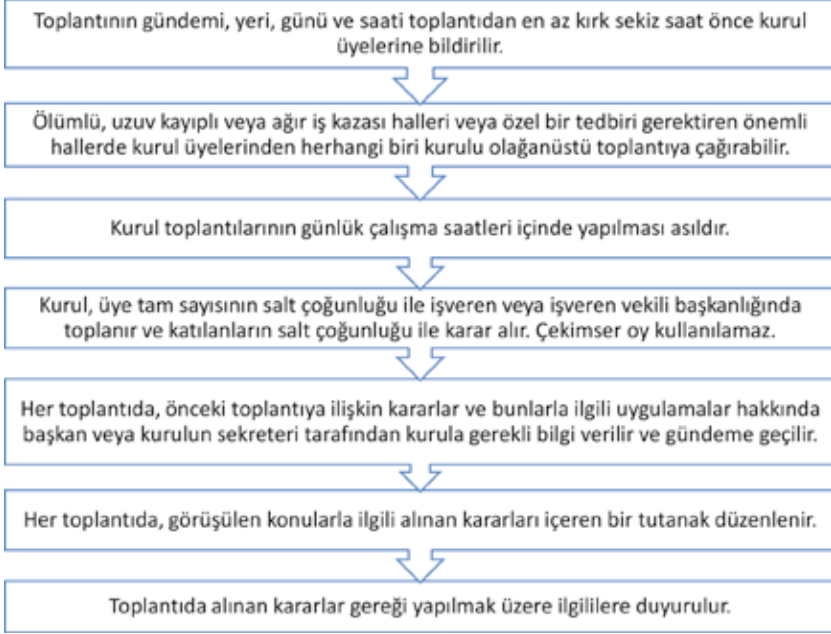 Toplantının gündemi, yeri, günü ve saati toplantıdan en az kırk sekiz saat önce kurul
üyelerine bildirilir.
Ölümlü, uzuv kayıplı veya ağır iş kazası halleri veya özel bir tedbiri gerektiren önemli
hallerde kurul üyelerinden herhangi biri kurulu olağanüstü toplantıya çağırabilir.
Kurul toplantılarının günlük çalışma saatleri içinde yapılması asıldır.
Kurul, üye tam sayısının salt çoğunluğu ile işveren veya işveren vekili başkanlığında
toplanır ve katılanların salt çoğunluğu ile karar alır. Çekimser oy kullanılamaz.
Her toplantıda, önceki toplantıya ilişkin kararlar ve bunlarla ilgili uygulamalar hakkında
başkan veya kurulun sekreteri tarafından kurula gerekli bilgi verilir ve gündeme geçilir.
Her toplantıda, görüşülen konularla ilgili alınan kararları içeren bir tutanak düzenlenir.
Toplantıda alınan kararlar gereği yapılmak üzere ilgililere duyurulur.